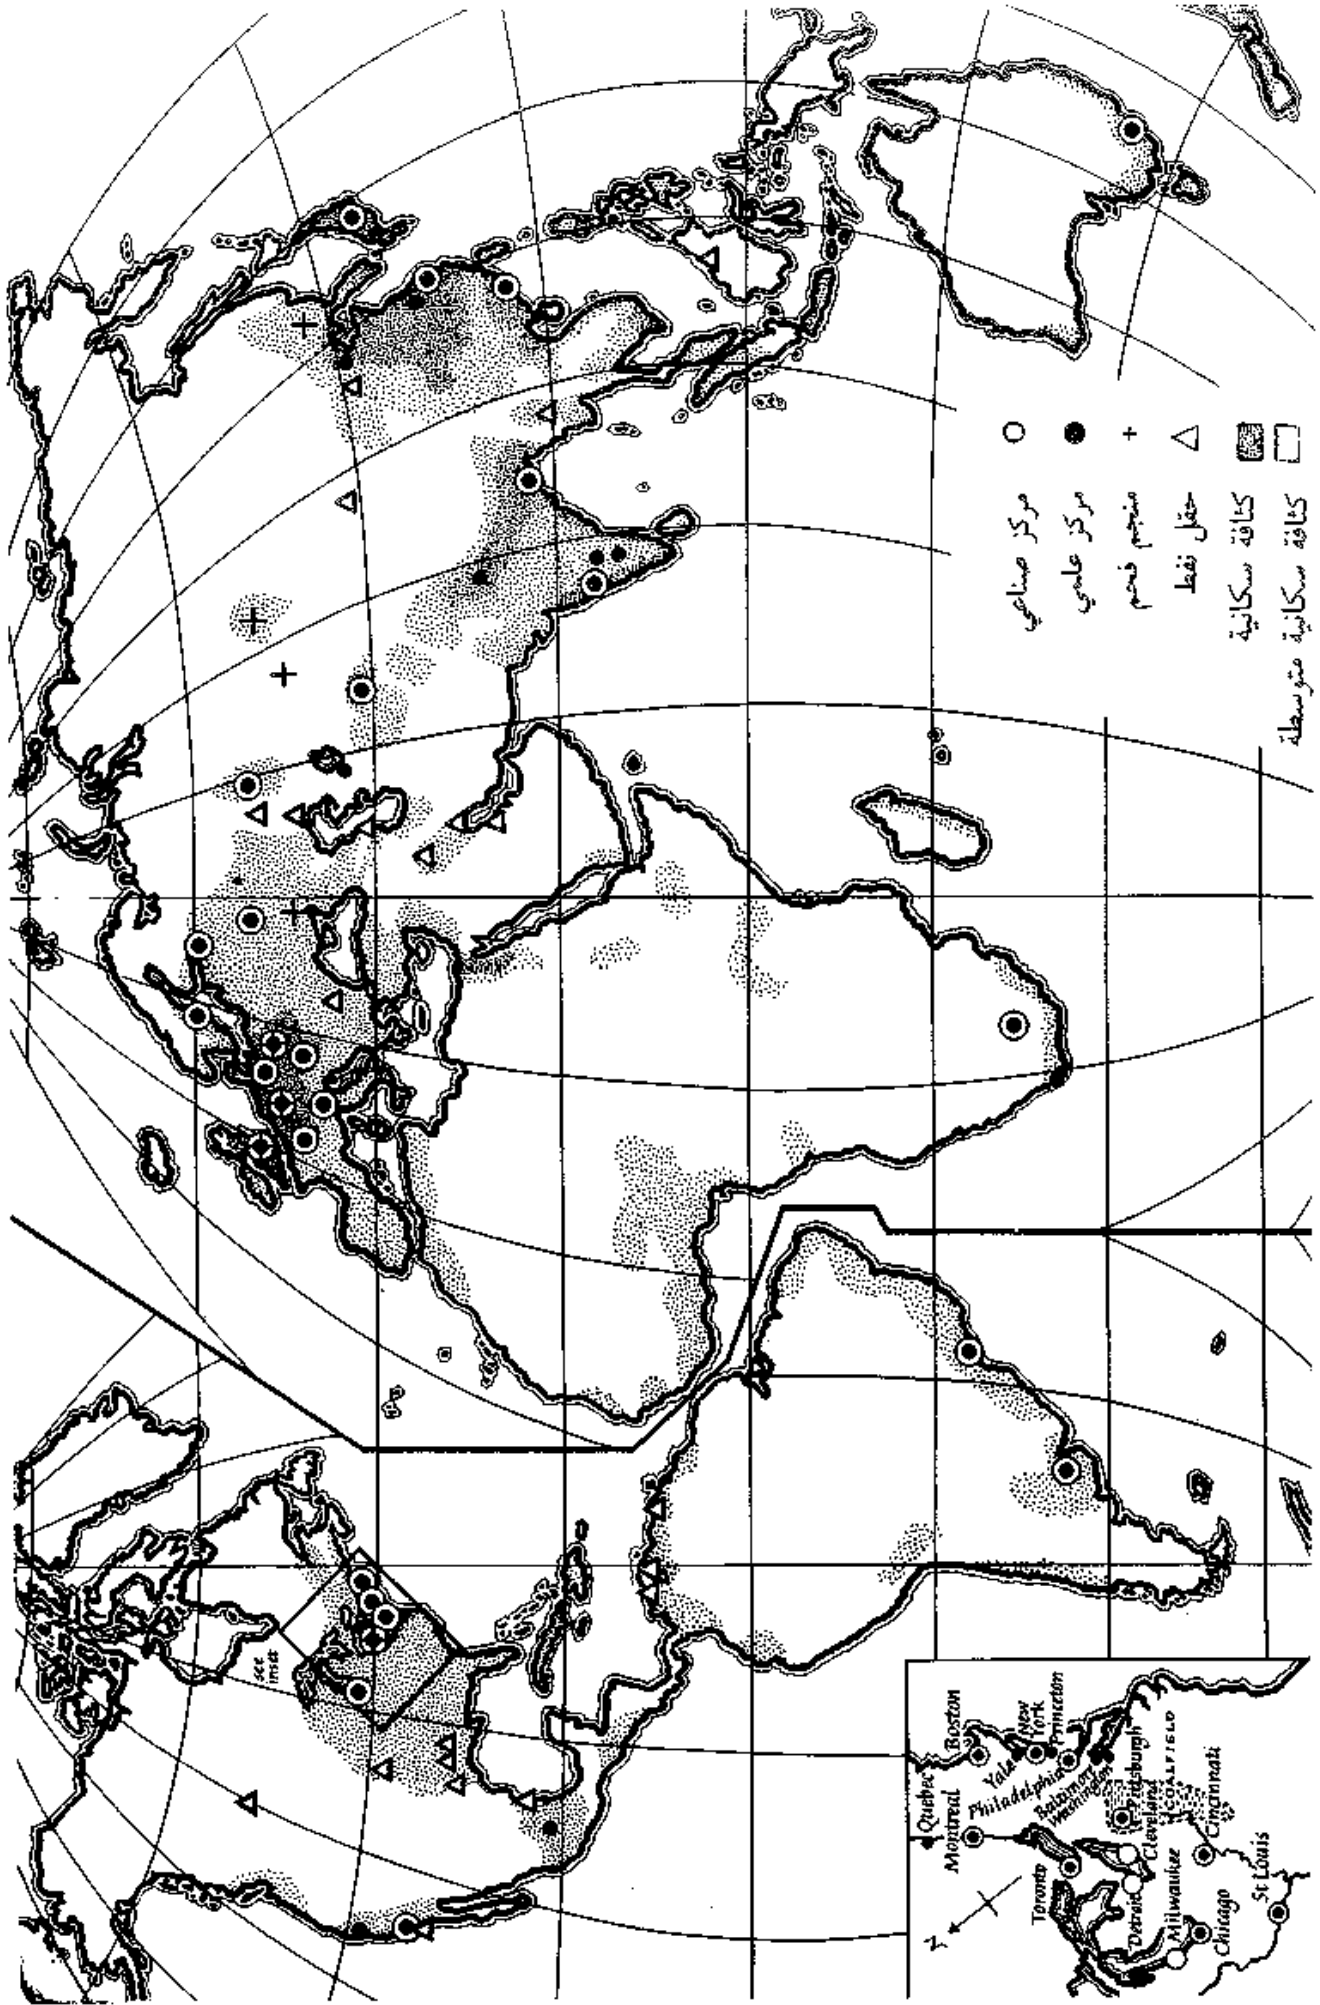 مركز صناعي
مركز علمي
منجم فحم
حقل نفط
كثافة سكانية
كثافة سكانية متوسطة
see
inset
N
Quebec
Boston
Montreal
Yale
New
York
Princeton
Philadelphia
Baltimore
Washington
Toronto
Pittsburgh
Cleveland
COALFIELD
Detroit
Milwaukee
Cincinnati
Chicago
St Louis